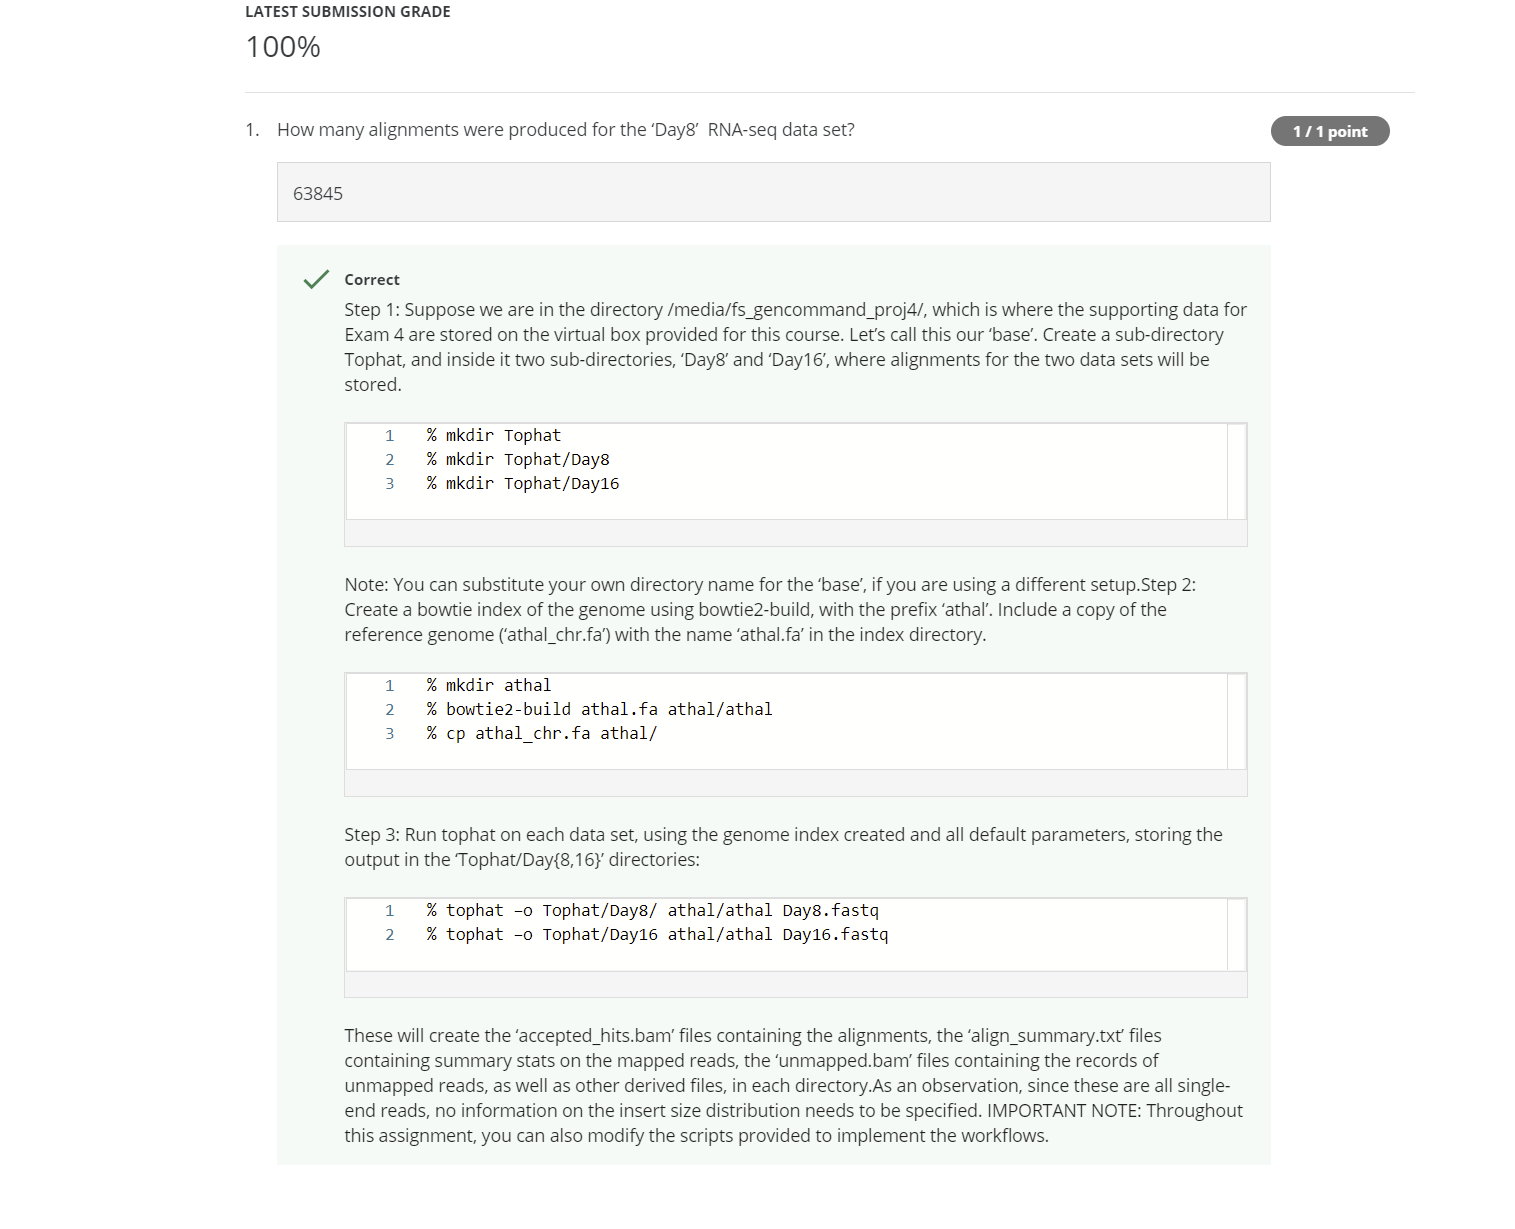 LATEST SUBMISSION GRADE
100%
1. How many alignments were produced for the ‘Day8’  RNA-seq data set?
1 / 1 point
63845
Correct
Step 1: Suppose we are in the directory /media/fs_gencommand_proj4/, which is where the supporting data for
Exam 4 are stored on the virtual box provided for this course. Let’s call this our ‘base’. Create a sub-directory
Tophat, and inside it two sub-directories, ‘Day8’ and ‘Day16’, where alignments for the two data sets will be
stored.
1 % mkdir Tophat
2 % mkdir Tophat/Day8
3 % mkdir Tophat/Day16
Note: You can substitute your own directory name for the ‘base’, if you are using a different setup.Step 2:
Create a bowtie index of the genome using bowtie2-build, with the prefix ‘athal’. Include a copy of the
reference genome (‘athal_chr.fa’) with the name ‘athal.fa’ in the index directory.
1 % mkdir athal
2 % bowtie2-build athal.fa athal/athal
3 % cp athal_chr.fa athal/
Step 3: Run tophat on each data set, using the genome index created and all default parameters, storing the
output in the ‘Tophat/Day{8,16}’ directories:
1 % tophat –o Tophat/Day8/ athal/athal Day8.fastq
2 % tophat –o Tophat/Day16 athal/athal Day16.fastq
These will create the ‘accepted_hits.bam’ files containing the alignments, the ‘align_summary.txt’ files
containing summary stats on the mapped reads, the ‘unmapped.bam’ files containing the records of
unmapped reads, as well as other derived files, in each directory.As an observation, since these are all single-
end reads, no information on the insert size distribution needs to be specified. IMPORTANT NOTE: Throughout
this assignment, you can also modify the scripts provided to implement the workflows.